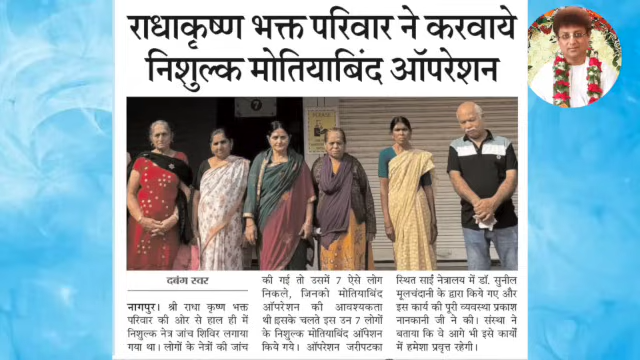 राधाकृष्ण भक्त परिवार ने करवाये
निशुल्क मोतियाबिंद ऑपरेशन
7
दबंग स्वर
नागपुर। श्री राधा कृष्ण भक्त
परिवार की ओर से हाल ही में
निशुल्क नेत्र जांच शिविर लगाया
गया था। लोगों के नेत्रों की जांच
की गई तो उसमें 7 ऐसे लोग
निकले, जिनको मोतियाबिंद
ऑपरेशन की आवश्यकता
थी।इसके चलते इस उन 7 लोगों
के निशुल्क मोतियाबिंद ऑपेशन
किये गये। ऑपरेशन जरीपटका
स्थित साईं नेत्रालय में डॉ. सुनील
मूलचंदानी के द्वारा किये गए और
इस कार्य की पूरी व्यवस्था प्रकाश
नानकानी जी ने की। संस्था ने
बताया कि वे आगे भी इसे कार्यों
में हमेशा प्रवृत्त रहेगी।